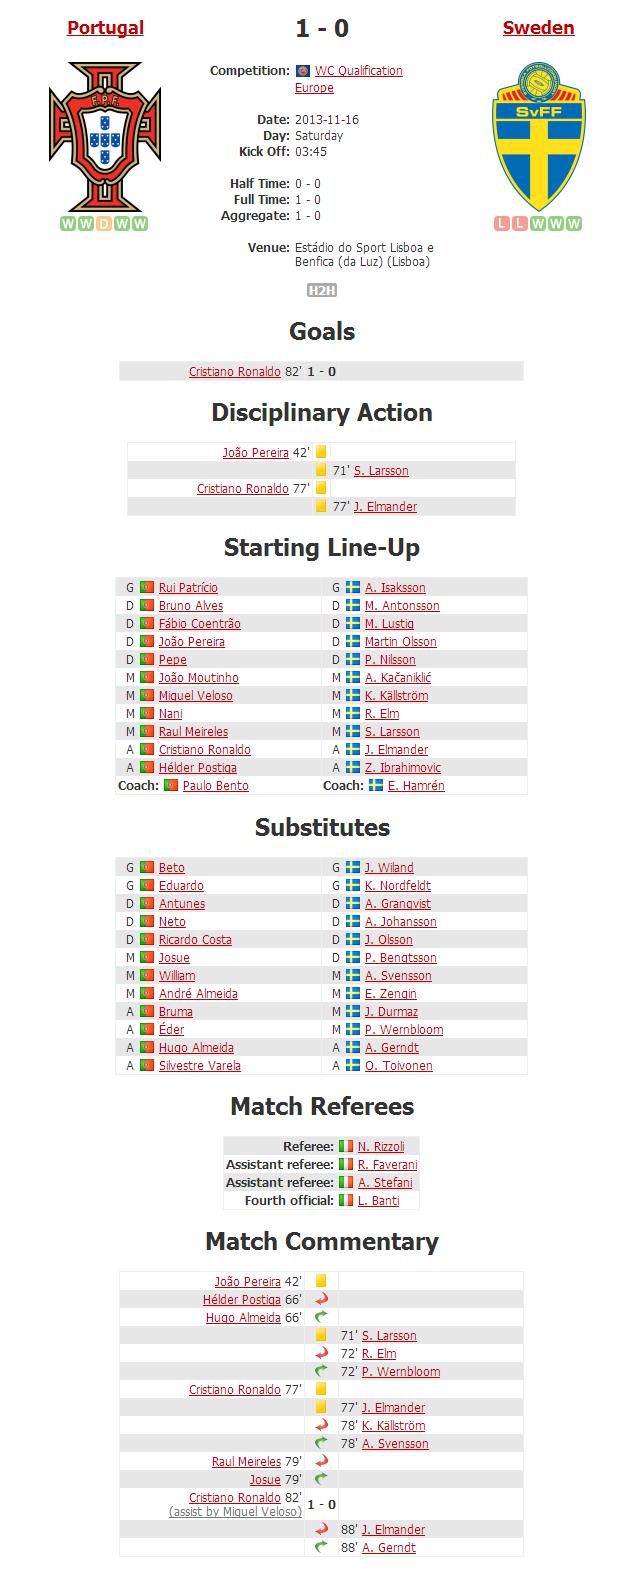 Portugal
1 - 0
Sweden
F.P.F.
SvFF
Competition: WC Qualification
Europe
Date: 2013-11-16
Day: Saturday
Kick Off: 03:45
Half Time: 0 - 0
Full Time: 1 - 0
Aggregate: 1 - 0
W W D W W
L L W W W
Venue: Estádio do Sport Lisboa e
Benfica (da Luz) (Lisboa)
H2H
Goals
Cristiano Ronaldo 82' 1 - 0
Disciplinary Action
João Pereira 42'
71' S. Larsson
Cristiano Ronaldo 77'
77' J. Elmander
Starting Line-Up
G Rui Patrício G A. Isaksson
D Bruno Alves D M. Antonsson
D Fábio Coentrão D M. Lustig
D João Pereira D Martin Olsson
D Pepe D P. Nilsson
M João Moutinho M A. Kačaniklić
M Miguel Veloso M K. Källström
M Nani M R. Elm
M Raul Meireles M S. Larsson
A Cristiano Ronaldo A J. Elmander
A Hélder Postiga A Z. Ibrahimovic
Coach: Paulo Bento Coach: E. Hamrén
Substitutes
G Beto G J. Wiland
G Eduardo G K. Nordfeldt
D Antunes D A. Granqvist
D Neto D A. Johansson
D Ricardo Costa D J. Olsson
M Josue D P. Bengtsson
M William M A. Svensson
M André Almeida M E. Zengin
A Bruma M J. Durmaz
A Éder M P. Wernbloom
A Hugo Almeida A A. Gerndt
A Silvestre Varela A O. Toivonen
Match Referees
Referee: N. Rizzoli
Assistant referee: R. Faverani
Assistant referee: A. Stefani
Fourth official: L. Banti
Match Commentary
João Pereira 42'
Hélder Postiga 66'
Hugo Almeida 66'
71' S. Larsson
72' R. Elm
72' P. Wernbloom
Cristiano Ronaldo 77'
77' J. Elmander
78' K. Källström
78' A. Svensson
Raul Meireles 79'
Josue 79'
Cristiano Ronaldo 82' 1 - 0
(assist by Miguel Veloso)
88' J. Elmander
88' A. Gerndt